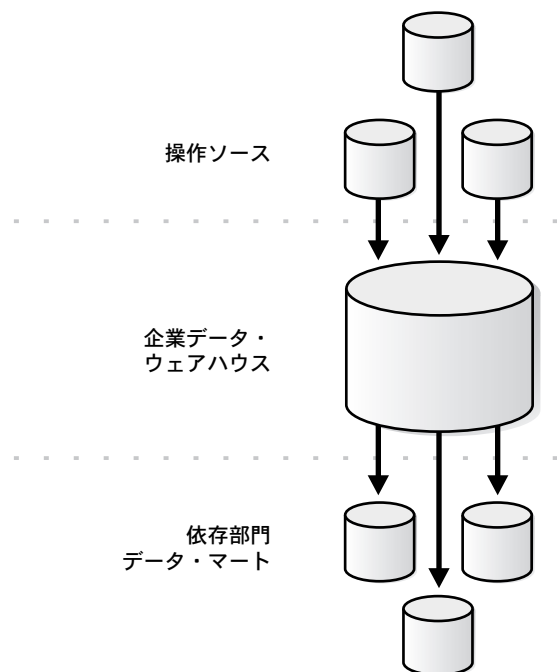 操作ソース
企業データ・
ウェアハウス
依存部門
データ・マート